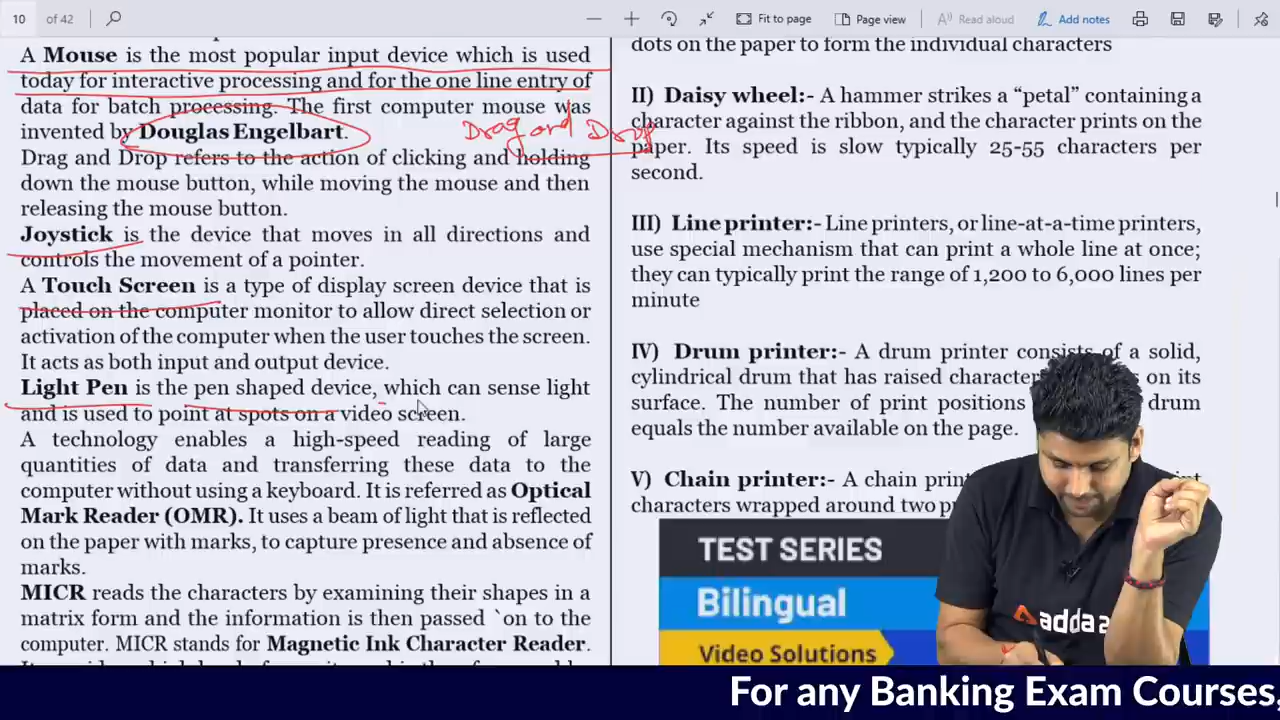 10 of 42
Fit to page
Page view
Read aloud
Add notes
A Mouse is the most popular input device which is used
today for interactive processing and for the one line entry of
data for batch processing. The first computer mouse was
invented by Douglas Engelbart.
Drag and Drop
Drag and Drop refers to the action of clicking and holding
down the mouse button, while moving the mouse and then
releasing the mouse button.
Joystick is the device that moves in all directions and
controls the movement of a pointer.
A Touch Screen is a type of display screen device that is
placed on the computer monitor to allow direct selection or
activation of the computer when the user touches the screen.
It acts as both input and output device.
Light Pen is the pen shaped device, which can sense light
and is used to point at spots on a video screen.
A technology enables a high-speed reading of large
quantities of data and transferring these data to the
computer without using a keyboard. It is referred as Optical
Mark Reader (OMR). It uses a beam of light that is reflected
on the paper with marks, to capture presence and absence of
marks.
MICR reads the characters by examining their shapes in a
matrix form and the information is then passed `on to the
computer. MICR stands for Magnetic Ink Character Reader.
dots on the paper to form the individual characters
II) Daisy wheel:- A hammer strikes a “petal” containing a
character against the ribbon, and the character prints on the
paper. Its speed is slow typically 25-55 characters per
second.
III) Line printer:- Line printers, or line-at-a-time printers,
use special mechanism that can print a whole line at once;
they can typically print the range of 1,200 to 6,000 lines per
minute
IV) Drum printer:- A drum printer consists of a solid,
cylindrical drum that has raised on its
surface. The number of print positions drum
equals the number available on the page.
V) Chain printer:- A chain
characters wrapped around two
TEST SERIES
Bilingual
Video Solutions
adda2
For any Banking Exam Courses,